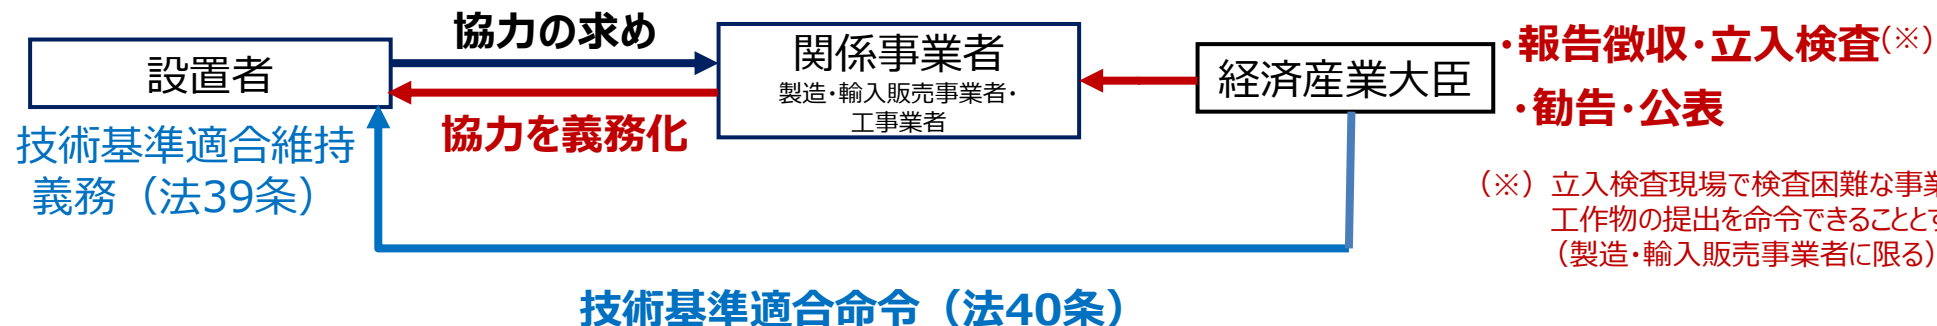 協力の求め
設置者
関係事業者
製造・輸入販売事業者・
工事業者
経済産業大臣
・報告徴収・立入検査(※)
・勧告・公表
協力を義務化
技術基準適合維持
義務（法39条）
（※）立入検査現場で検査困難な事業
工作物の提出を命令できることとす
（製造・輸入販売事業者に限る）
技術基準適合命令（法40条）